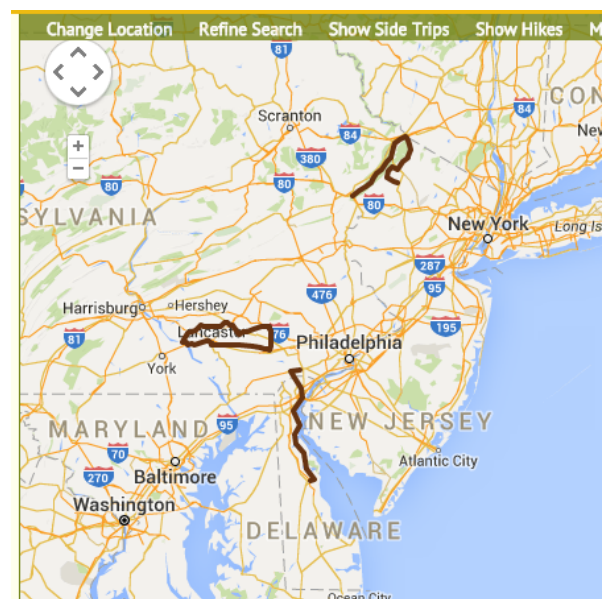 Change Location Refine Search Show Side Trips Show Hikes M
81
84
CON
Scranton
84
New
380
80
80
80
SYLVANIA
New York
Long Is
287
476
95
Harrisburg
Hershey
195
Lancaster
76
81
Philadelphia
York
MARYLAND
95
NEW JERSEY
70
Atlantic City
270
Baltimore
Washington
DELAWARE
Ocean City